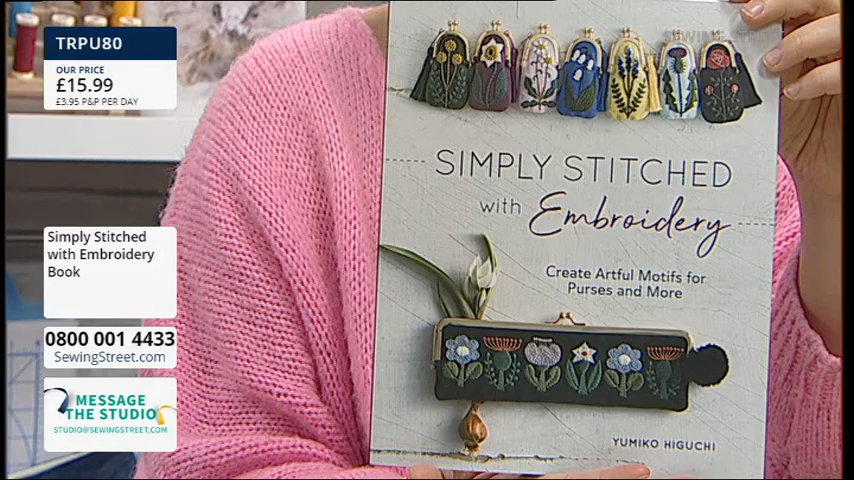 TRPU80
OUR PRICE
£15.99
£3.95 P&P PER DAY
Simply Stitched
with Embroidery
Book
0800 001 4433
SewingStreet.com
MESSAGE
THE STUDIO
STUDIO@SEWINGSTREET.COM
SEWINGSTREET
SIMPLY STITCHED
with Embroidery
Create Artful Motifs for
Purses and More
YUMIKO HIGUCHI